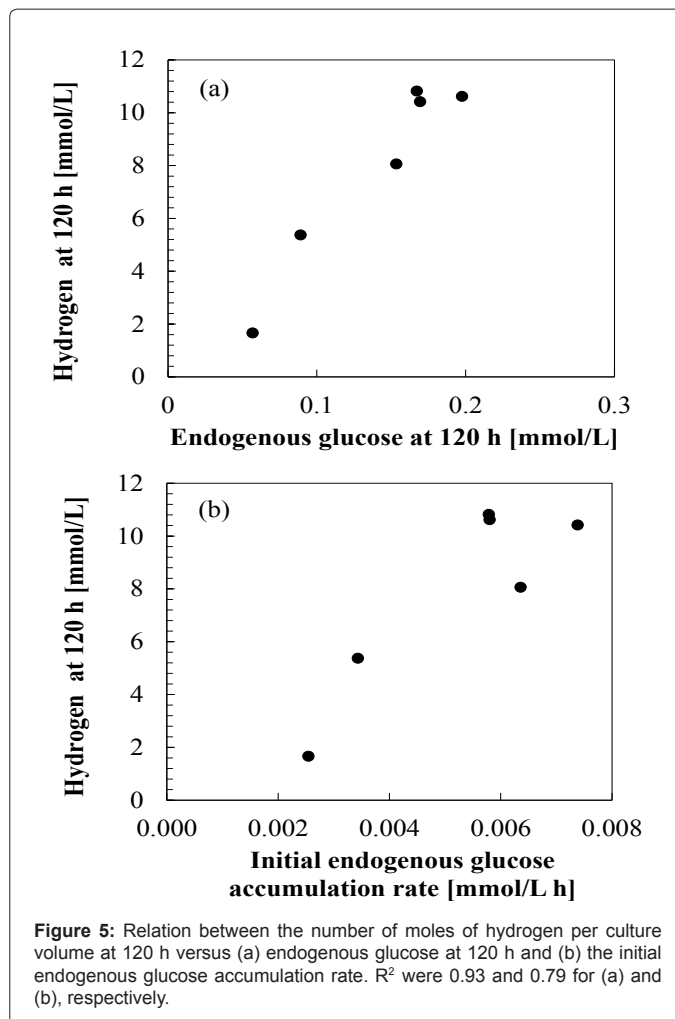 12
10
8
6
4
2
0
(a)
Hydrogen at 120 h [mmol/L]
0 0.1 0.2 0.3
Endogenous glucose at 120 h [mmol/L]
12
10
8
6
4
2
0
(b)
Hydrogen at 120 h [mmol/L]
0.000 0.002 0.004 0.006 0.008
Initial endogenous glucose
accumulation rate [mmol/L h]
Figure 5: Relation between the number of moles of hydrogen per culture
volume at 120 h versus (a) endogenous glucose at 120 h and (b) the initial
endogenous glucose accumulation rate. R² were 0.93 and 0.79 for (a) and
(b), respectively.